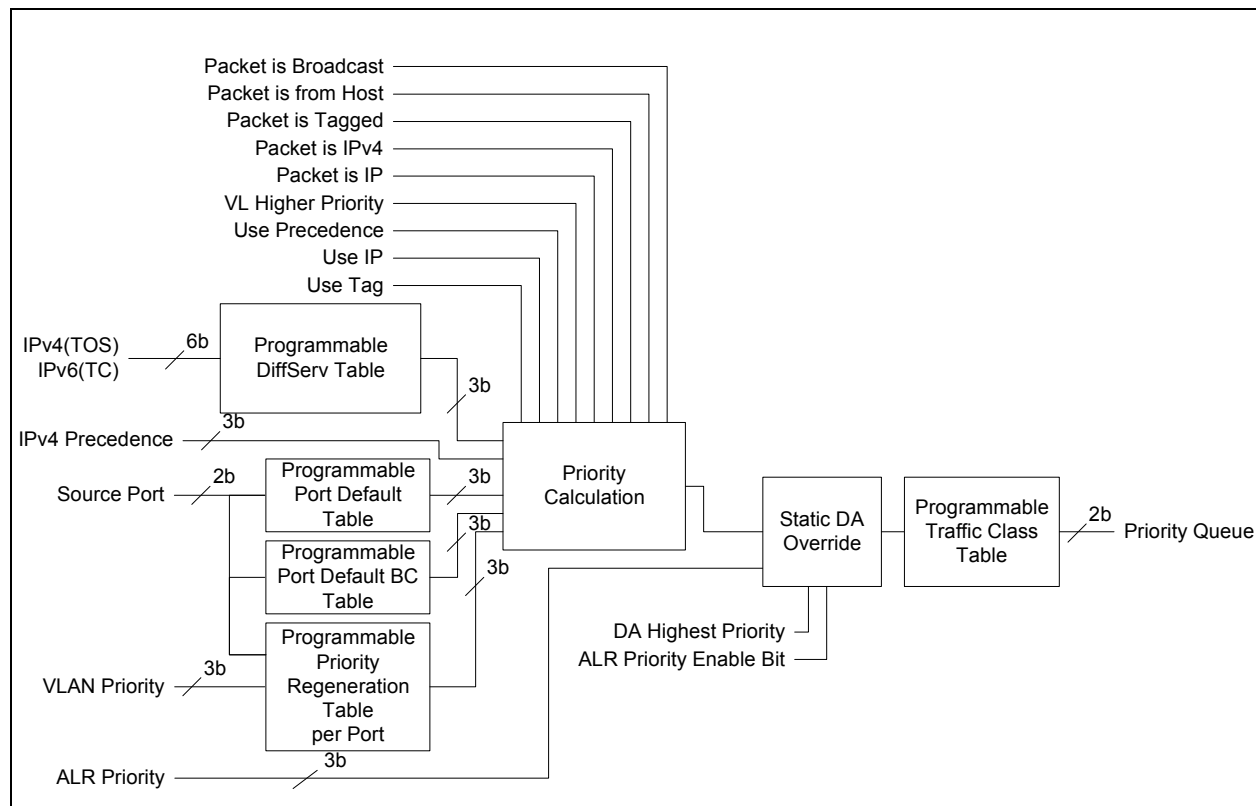 Packet is Broadcast
Packet is from Host
Packet is Tagged
Packet is IPv4
Packet is IP
VL Higher Priority
Use Precedence
Use IP
Use Tag
IPv4(TOS)
IPv6(TC)
6b
Programmable
DiffServ Table
3b
IPv4 Precedence
3b
Source Port
2b
Programmable
Port Default
Table
3b
Programmable
Port Default BC
Table
3b
VLAN Priority
3b
Programmable
Priority
Regeneration
Table
per Port
3b
ALR Priority
3b
Priority
Calculation
Static DA
Override
DA Highest Priority
ALR Priority Enable Bit
Programmable
Traffic Class
Table
2b
Priority Queue